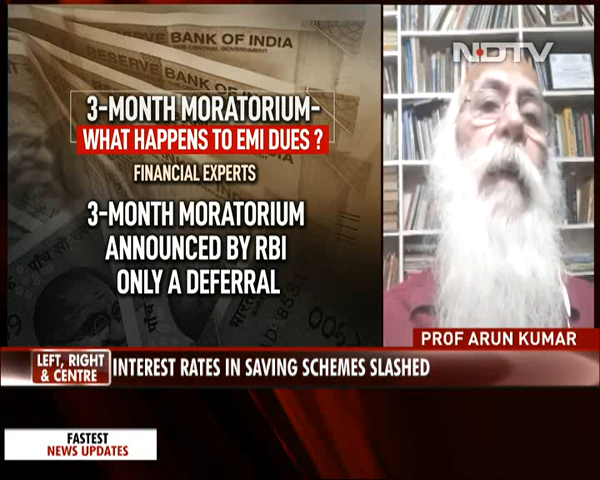 RESERVE BANK OF INDIA
RESERVE BANK OF INDIA
3-MONTH MORATORIUM-
WHAT HAPPENS TO EMI DUES ?
FINANCIAL EXPERTS
3-MONTH MORATORIUM
ANNOUNCED BY RBI
ONLY A DEFERRAL
NDTV
PROF ARUN KUMAR
LEFT, RIGHT
& CENTRE
INTEREST RATES IN SAVING SCHEMES SLASHED
FASTEST
NEWS UPDATES